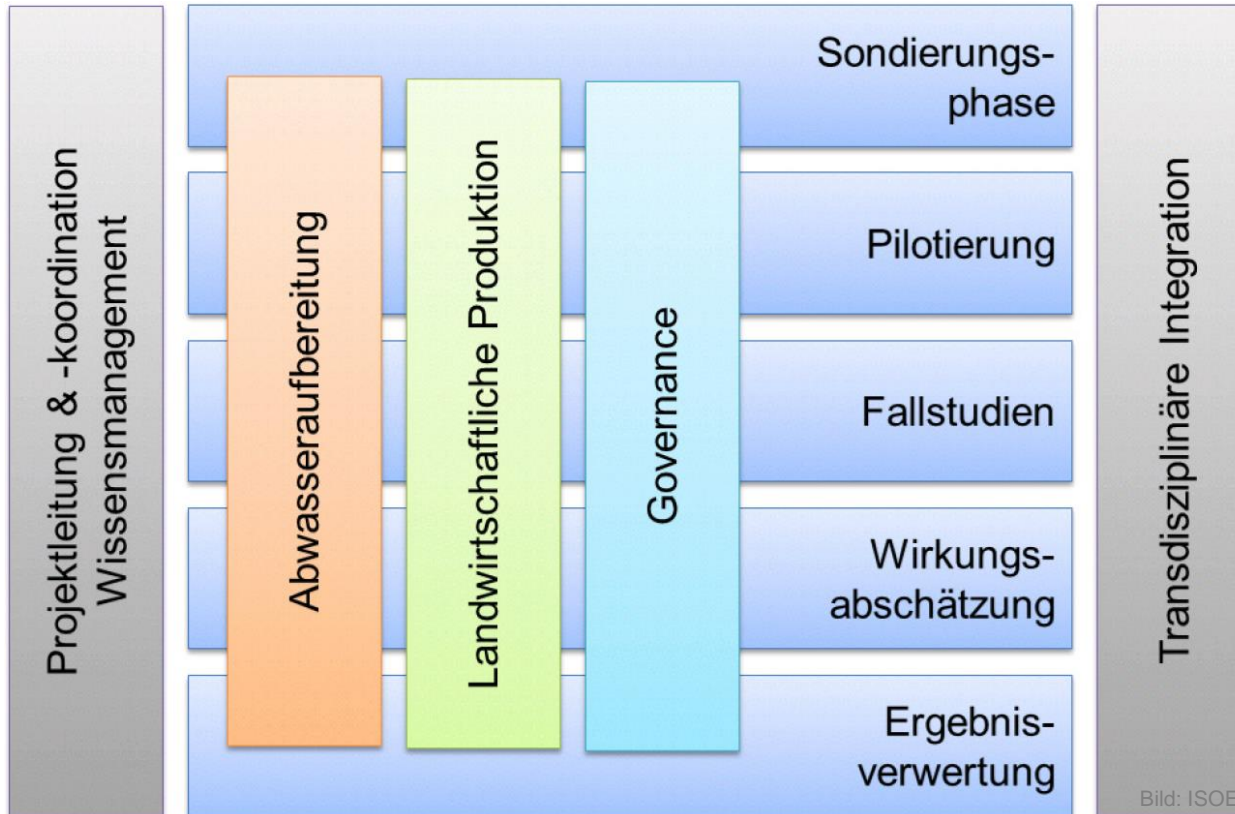 Projektleitung & -koordination
Wissensmanagement
Abwasseraufbereitung
Landwirtschaftliche Produktion
Governance
Sondierungs-
phase
Pilotierung
Fallstudien
Wirkungs-
abschätzung
Ergebnis-
verwertung
Transdisziplinäre Integration
Bild: ISOE